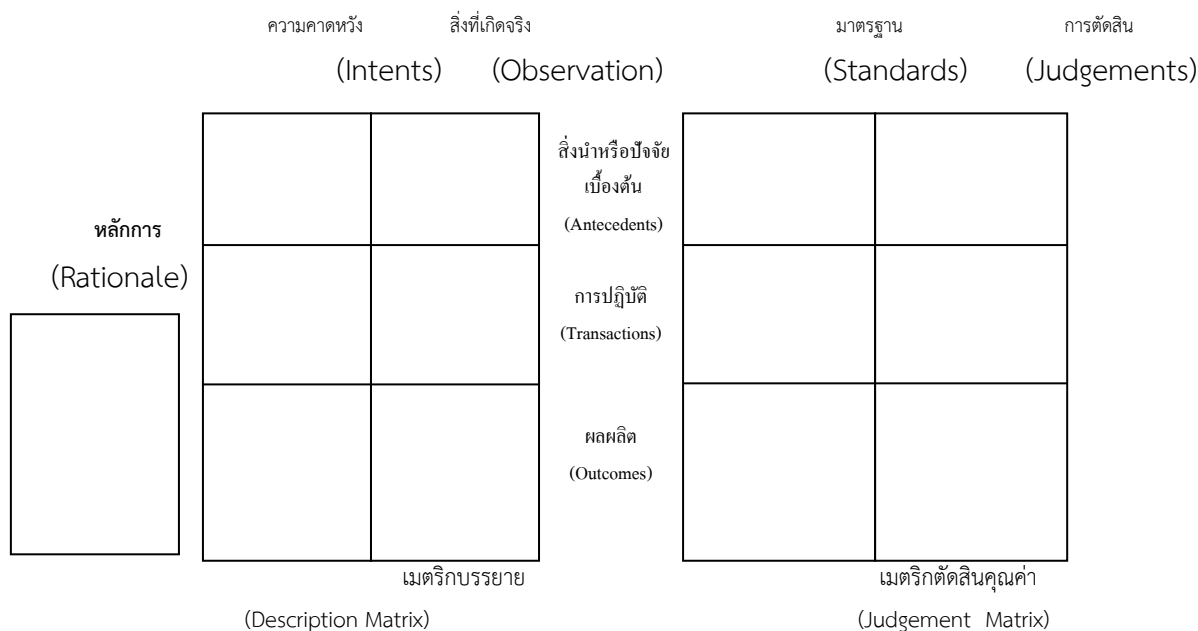 ความคาดหวัง สิ่งที่เกิดจริง มาตรฐาน การตัดสิน
(Intents) (Observation) (Standards) (Judgements)
สิ่งนำหรือปัจจัย
เบื้องต้น
(Antecedents)
หลักการ
(Rationale)
การปฏิบัติ
(Transactions)
ผลผลิต
(Outcomes)
เมตริกบรรยาย เมตริกตัดสินคุณค่า
(Description Matrix) (Judgement Matrix)